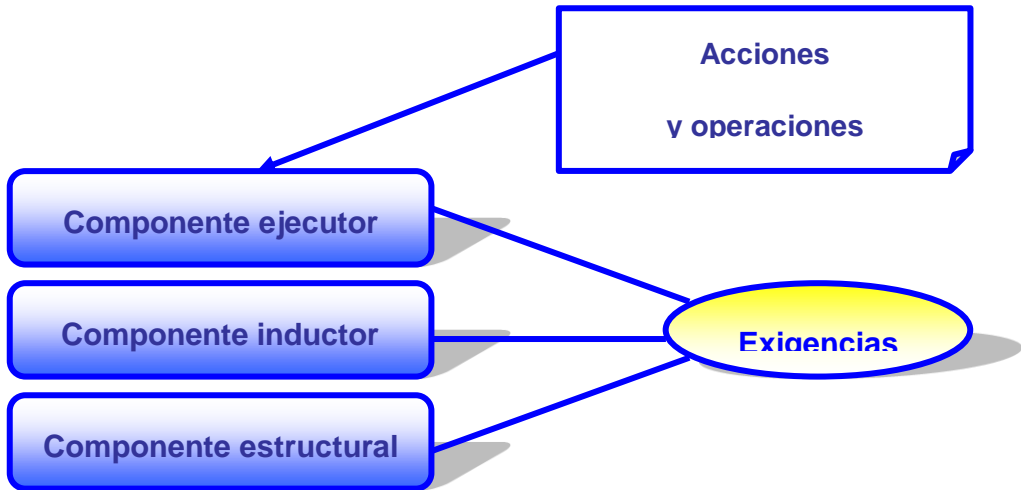 Acciones
y operaciones
Componente ejecutor
Componente inductor
Exigencias
Componente estructural